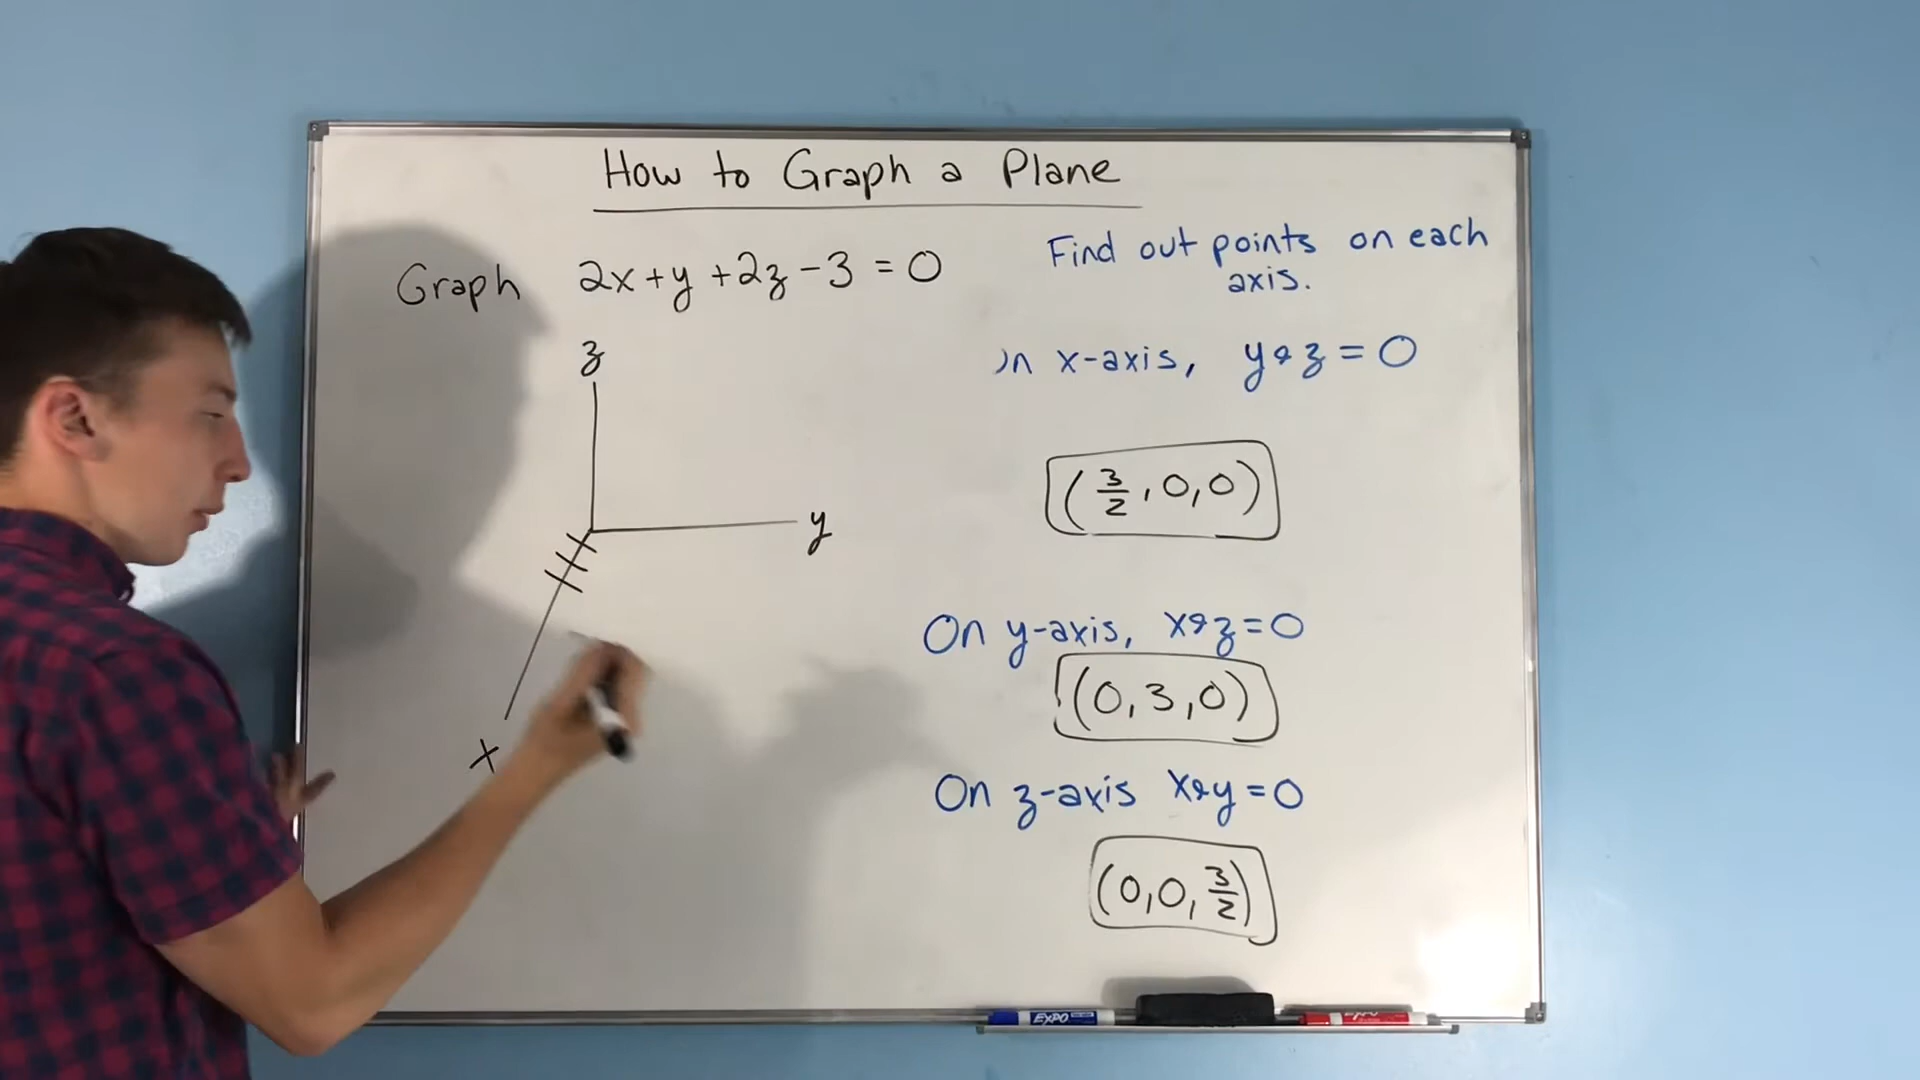 How to Graph a Plane
Graph 2x+y+2z-3=0
Find out points on each
axis.
n x-axis, y&z=0
(3/2,0,0)
On y-axis, x&z=0
(0,3,0)
On z-axis x&y=0
(0,0,3/2)
z
y
x
EXPO